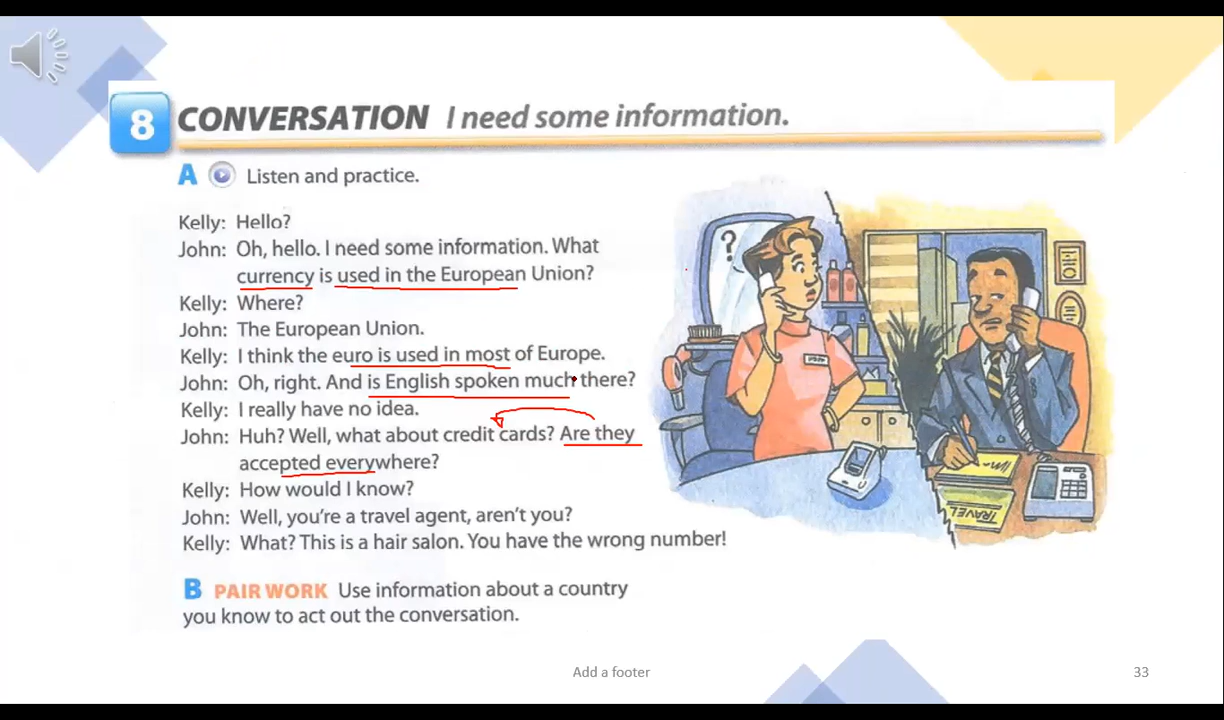 8 CONVERSATION I need some information.
A Listen and practice.
Kelly: Hello?
John: Oh, hello. I need some information. What
currency is used in the European Union?
Kelly: Where?
John: The European Union.
Kelly: I think the euro is used in most of Europe.
John: Oh, right. And is English spoken much there?
Kelly: I really have no idea.
John: Huh? Well, what about credit cards? Are they
accepted everywhere?
Kelly: How would I know?
John: Well, you're a travel agent, aren't you?
Kelly: What? This is a hair salon. You have the wrong number!
?
TRAVEL
B PAIR WORK Use information about a country
you know to act out the conversation.
Add a footer
33